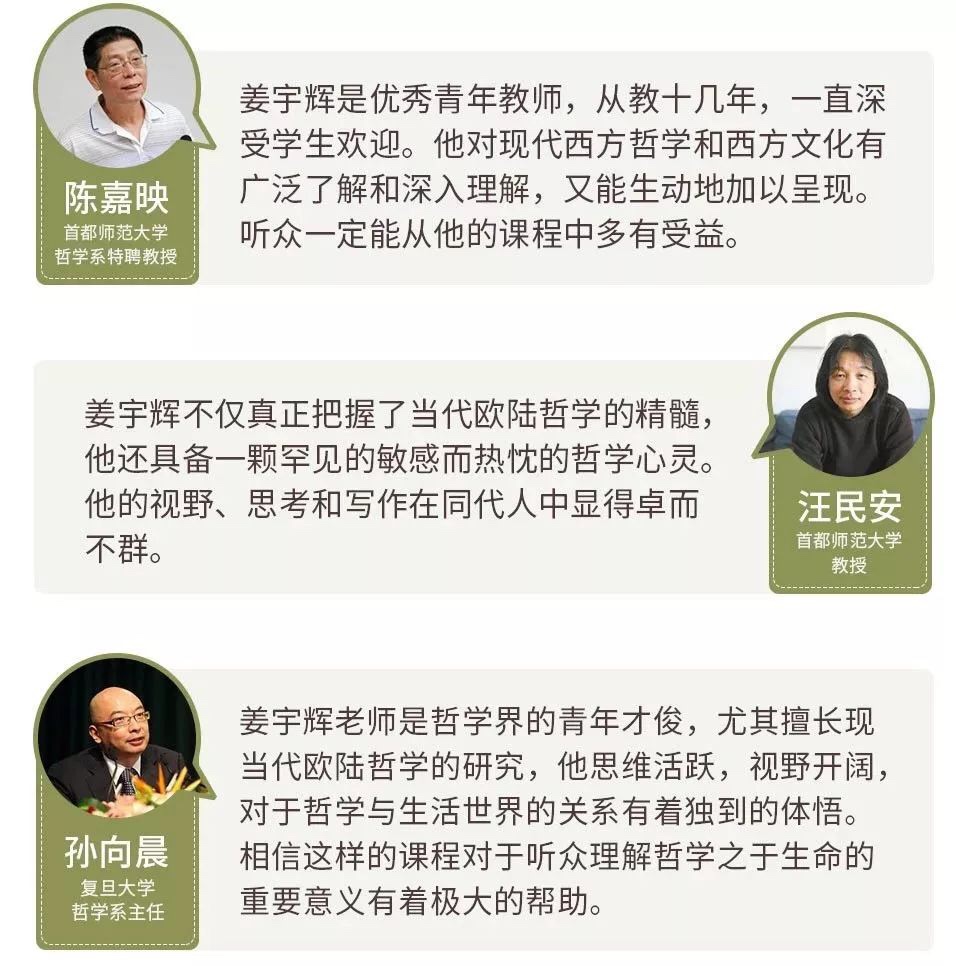 姜宇辉是优秀青年教师，从教十几年，一直深
受学生欢迎。他对现代西方哲学和西方文化有
广泛了解和深入理解，又能生动地加以呈现。
听众一定能从他的课程中多有受益。
陈嘉映
首都师范大学
哲学系特聘教授
姜宇辉不仅真正把握了当代欧陆哲学的精髓，
他还具备一颗罕见的敏感而热忱的哲学心灵。
他的视野、思考和写作在同代人中显得卓而
不群。
汪民安
首都师范大学
教授
姜宇辉老师是哲学界的青年才俊，尤其擅长现
当代欧陆哲学的研究，他思维活跃，视野开阔，
对于哲学与生活世界的关系有着独到的体悟。
相信这样的课程对于听众理解哲学之于生命的
重要意义有着极大的帮助。
孙向晨
复旦大学
哲学系主任